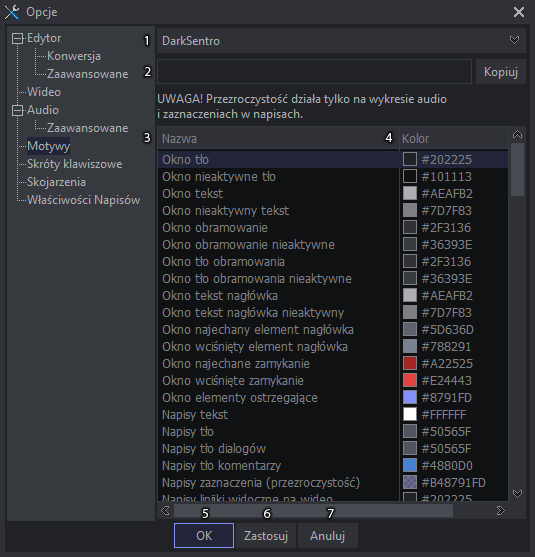 Opcje
Edytor
Konwersja
Zaawansowane
Wideo
Audio
Zaawansowane
Motywy
Skróty klawiszowe
Skojarzenia
Właściwości Napisów
1
DarkSentro
2
Kopiuj
UWAGA! Przezroczystość działa tylko na wykresie audio
i zaznaczeniach w napisach.
3
Nazwa 4 Kolor
Okno tło #202225
Okno nieaktywne tło #101113
Okno tekst #AEAFB2
Okno nieaktywny tekst #7D7F83
Okno obramowanie #2F3136
Okno obramowanie nieaktywne #36393E
Okno tło obramowania #2F3136
Okno tło obramowania nieaktywne #36393E
Okno tekst nagłówka #AEAFB2
Okno tekst nagłówka nieaktywny #7D7F83
Okno najechany element nagłówka #5D636D
Okno wciśnięty element nagłówka #788291
Okno najechane zamykanie #A22525
Okno wciśnięte zamykanie #E24443
Okno elementy ostrzegające #8791FD
Napisy tekst #FFFFFF
Napisy tło #50565F
Napisy tło dialogów #50565F
Napisy tło komentarzy #4880D0
Napisy zaznaczenia (przezroczystość) #B48791FD
Napisy linijki widoczne na wideo #202225
5 6 7
OK Zastosuj Anuluj